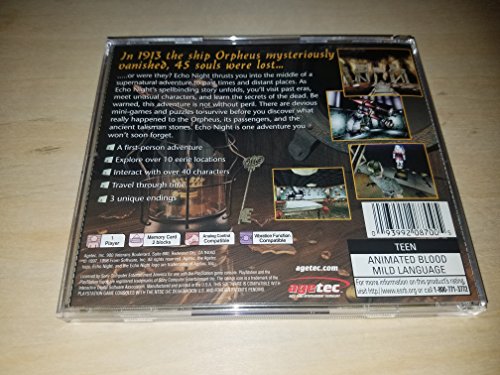 In 1913 the ship Orpheus mysteriously
vanished, 45 souls were lost...
.....or were they? Echo Night thrusts you into the middle of a
supernatural adventure to past times and distant places. As
Echo Night's spellbinding story unfolds, you'll visit past eras,
meet unusual characters, and learn the secrets of the dead. Be
warned, this adventure is not without peril. There are devious
mini-games and puzzles to survive before you discover what
really happened to the Orpheus, its passengers, and the
ancient talisman stones. Echo Night is one adventure you
won't soon forget.
A first-person adventure
Explore over 10 eerie locations
Interact with over 40 characters
Travel through time
3 unique endings
1
Player
Memory Card
2 blocks
Analog Control
Compatible
Vibration Function
Compatible
agetec.com
agetec
0 93992 08700 5
TEEN
ANIMATED BLOOD
MILD LANGUAGE
For more information on this product's rating,
visit http://www.esrb.org or call 1-800-771-3772